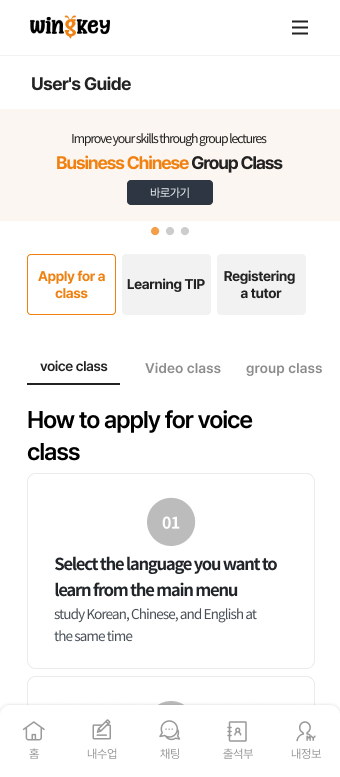 wingkey
User's Guide
Improve your skills through group lectures
Business Chinese Group Class
바로가기
Apply for a
class
Learning TIP
Registering
a tutor
voice class
Video class
group class
How to apply for voice
class
01
Select the language you want to
learn from the main menu
study Korean, Chinese, and English at
the same time
홈
내수업
채팅
출석부
MY
내정보